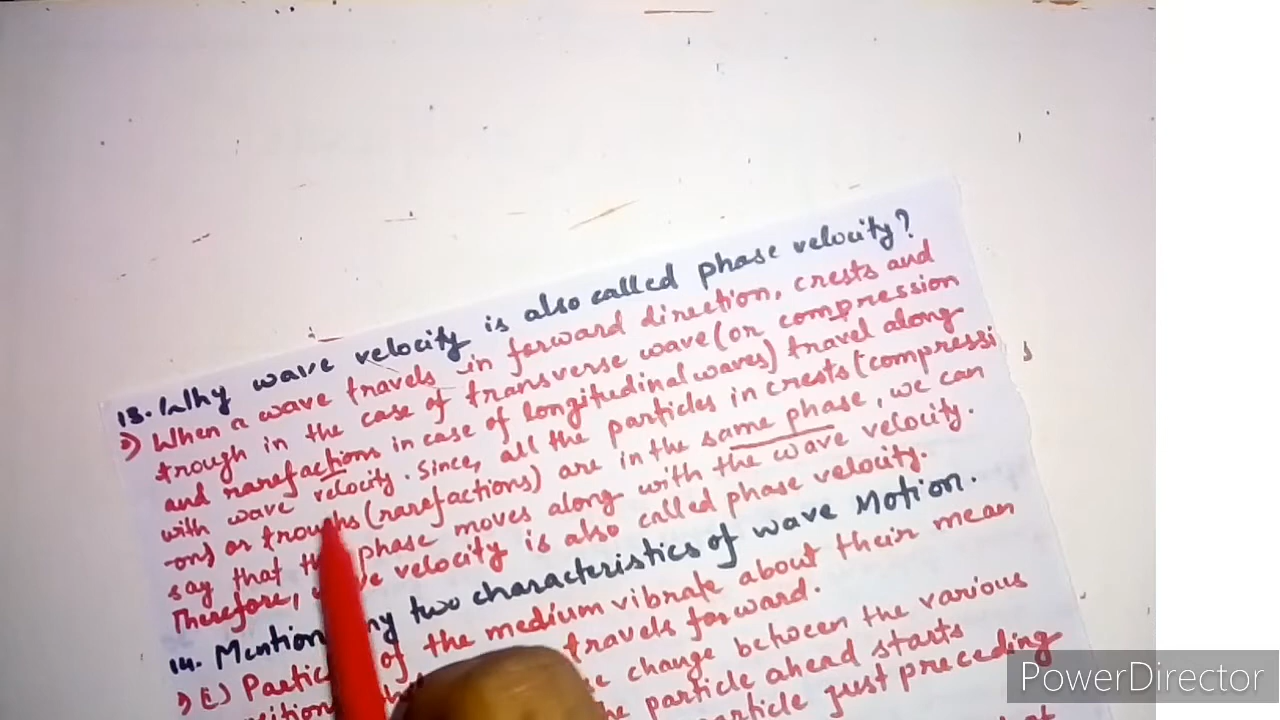 13. Why wave velocity is also called phase velocity?
⇒ When a wave travels in forward direction, crests and
trough in the case of transverse wave (or compression
and rarefactions in case of longitudinal waves) travel along
with wave velocity. Since, all the particles in crests (compressi
-on) or troughs (rarefactions) are in the same phase, we can
say that the phase moves along with the wave velocity.
Therefore, velocity is also called phase velocity.
14. Mention any two characteristics of wave Motion.
⇒ (i) Partic of the medium vibrate about their mean
travels forward.
change between the various
particle ahead starts
particle just preceding
PowerDirector